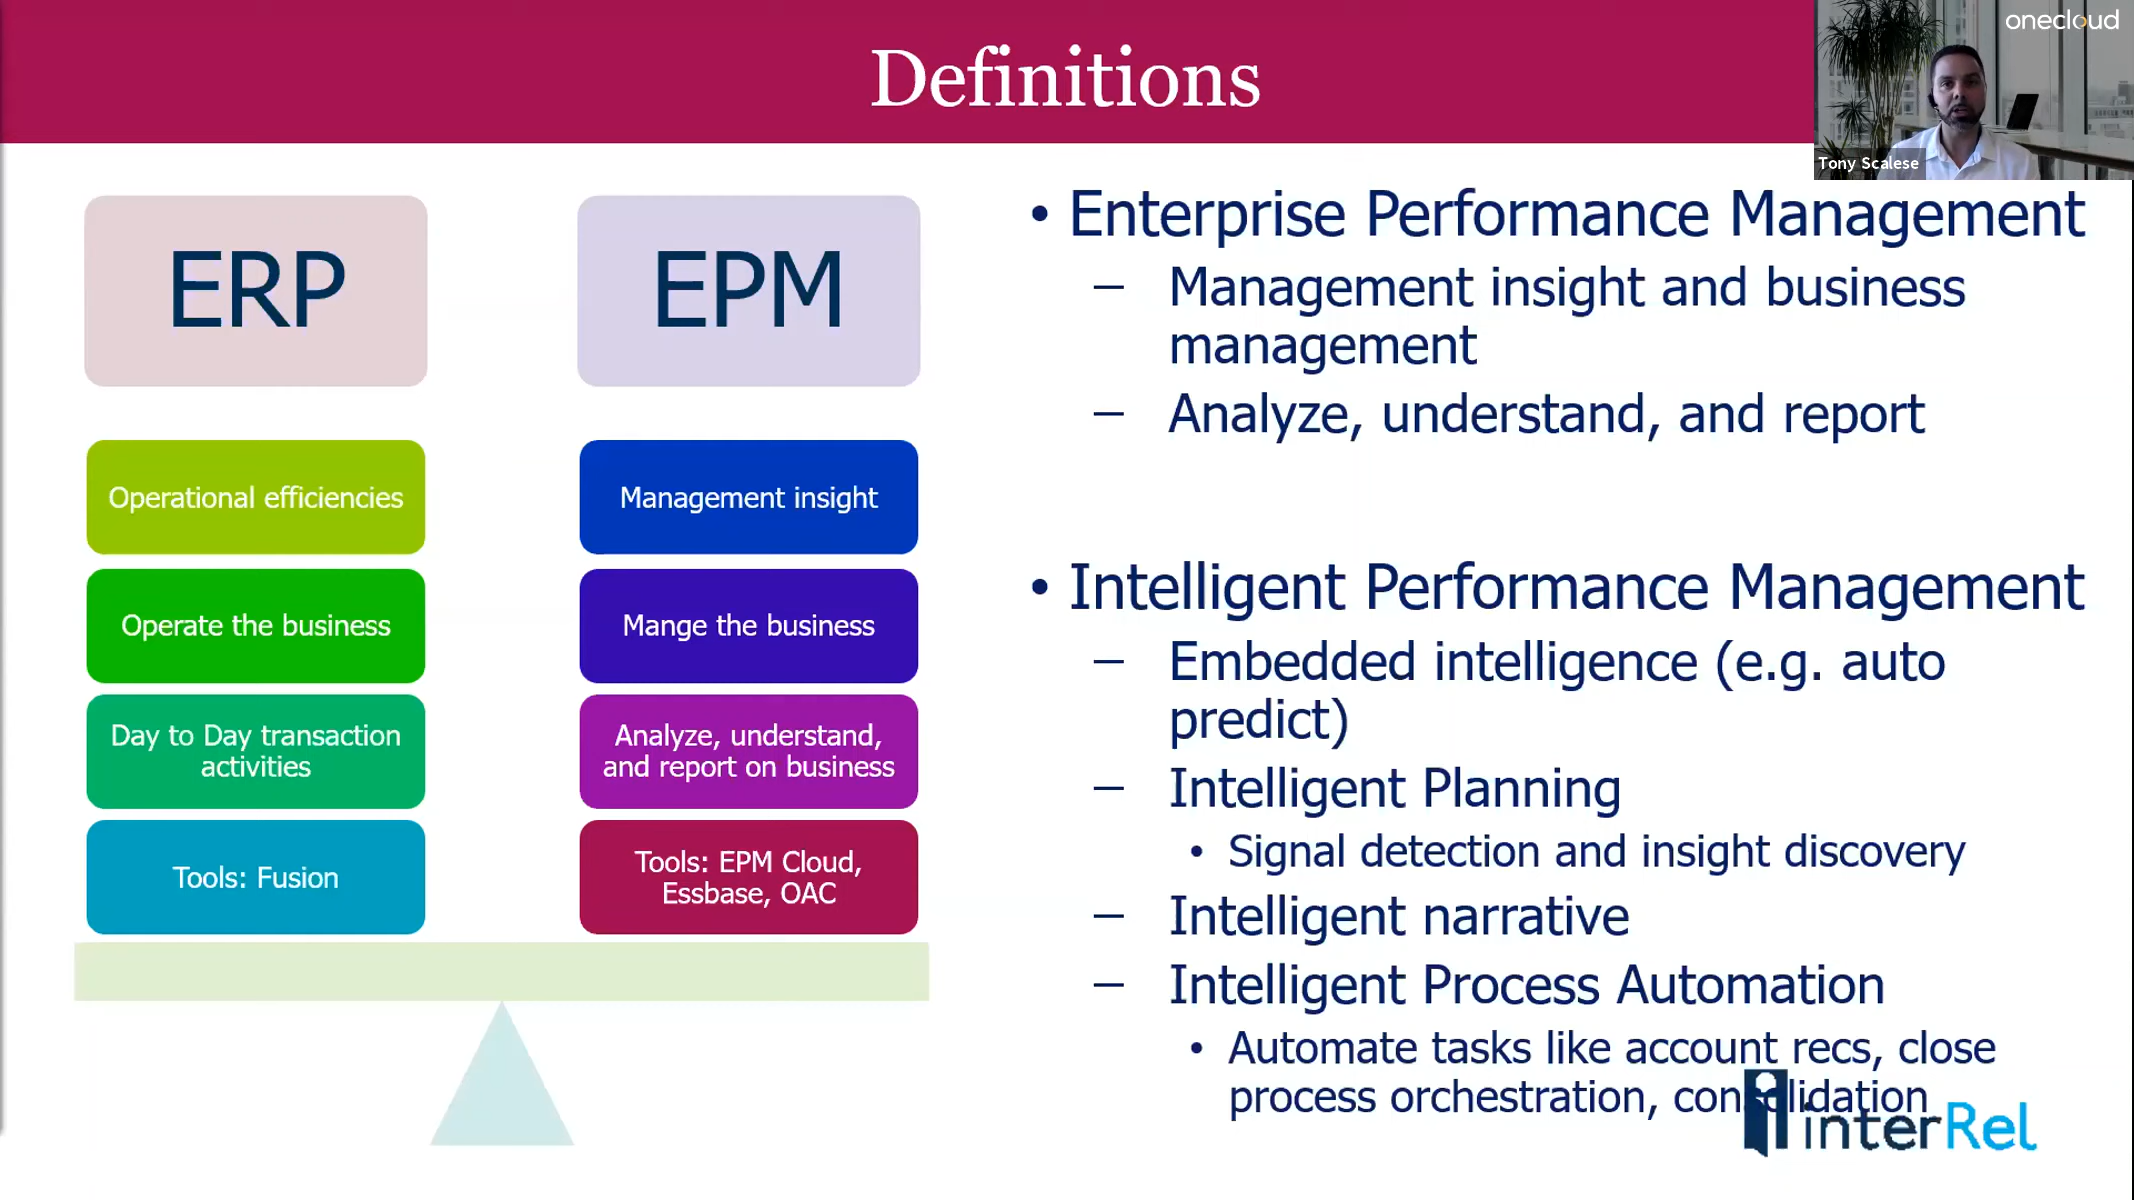 Definitions
onecloud
Tony Scalese
ERP
EPM
Operational efficiencies
Management insight
Operate the business
Mange the business
Day to Day transaction
activities
Analyze, understand,
and report on business
Tools: Fusion
Tools: EPM Cloud,
Essbase, OAC
• Enterprise Performance Management
– Management insight and business
management
– Analyze, understand, and report
• Intelligent Performance Management
– Embedded intelligence (e.g. auto
predict)
– Intelligent Planning
• Signal detection and insight discovery
– Intelligent narrative
– Intelligent Process Automation
• Automate tasks like account recs, close
process orchestration, consolidation
interRel